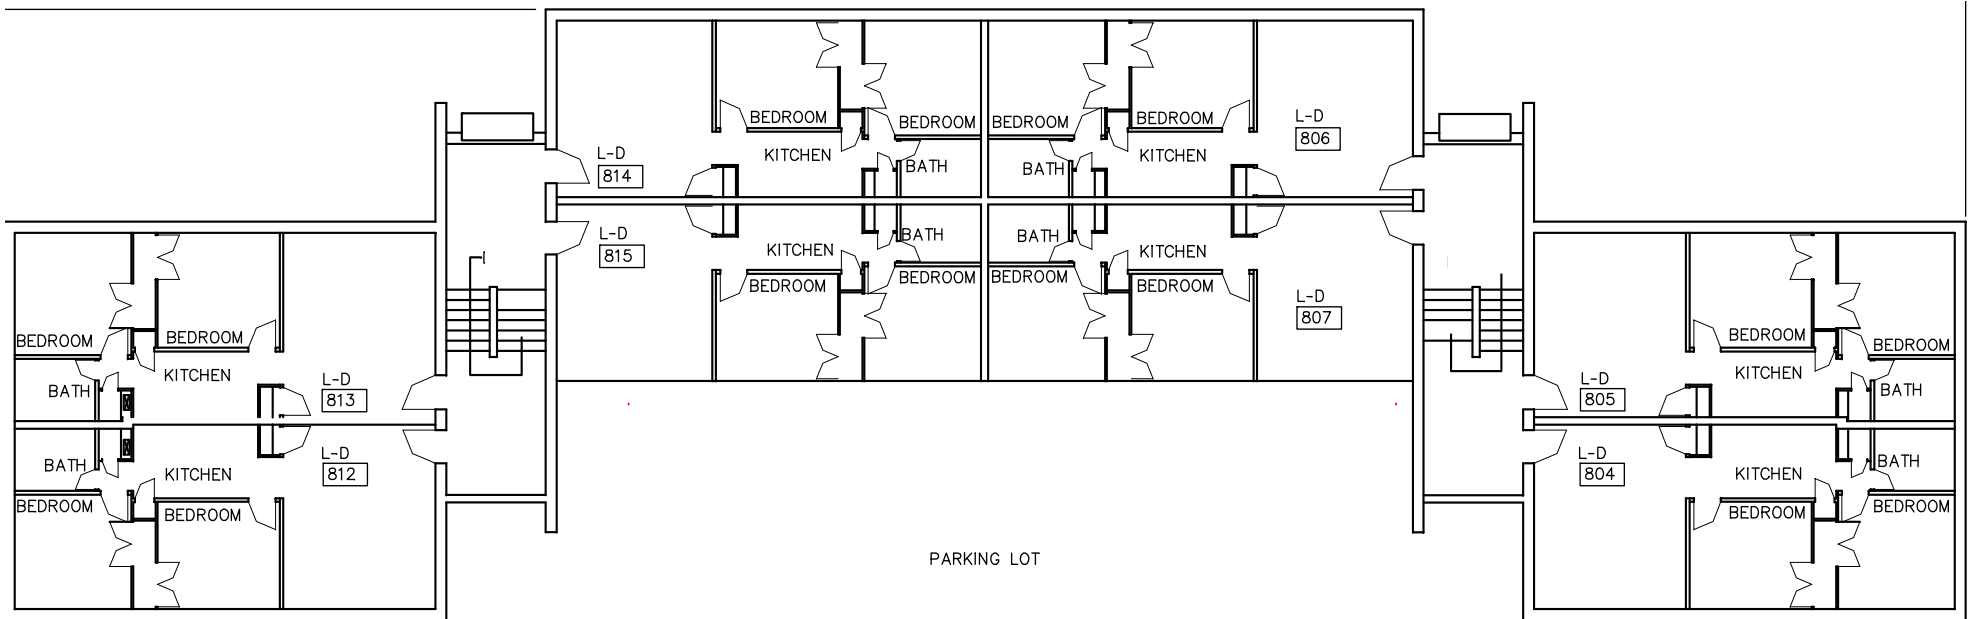 BEDROOM
BEDROOM
BEDROOM
BEDROOM
L-D
806
KITCHEN
KITCHEN
L-D
814
BATH
BATH
L-D
815
KITCHEN
BATH
BATH
KITCHEN
BEDROOM
BEDROOM
BEDROOM
BEDROOM
L-D
807
BEDROOM
BEDROOM
KITCHEN
L-D
813
BATH
BATH
KITCHEN
L-D
812
BEDROOM
BEDROOM
BEDROOM
BEDROOM
L-D
805
KITCHEN
BATH
L-D
804
KITCHEN
BATH
BEDROOM
BEDROOM
PARKING LOT